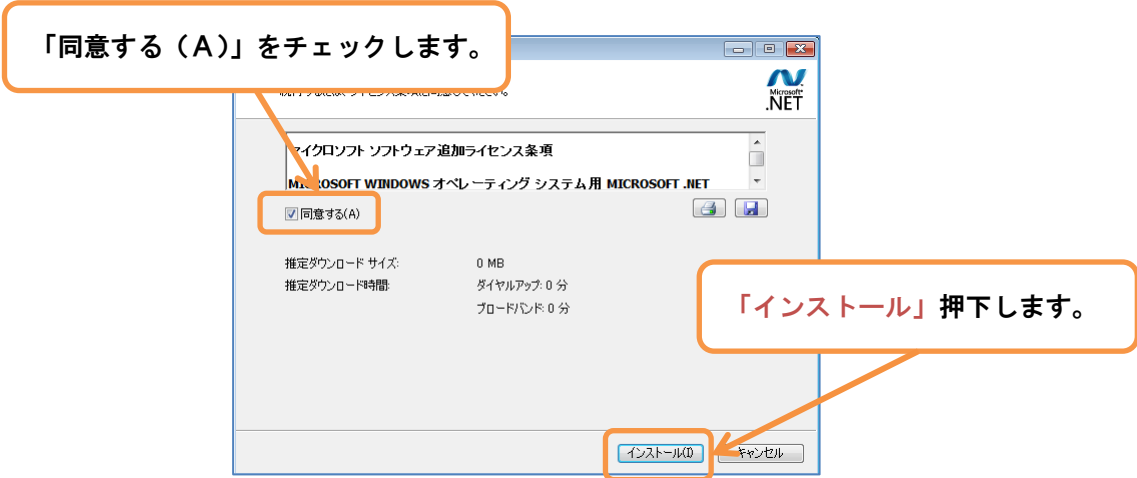 「同意する（A）」をチェックします。
Microsoft
.NET
マイクロソフト ソフトウェア追加ライセンス条項
MICROSOFT WINDOWS オペレーティング システム用 MICROSOFT .NET
同意する(A)
推定ダウンロード サイズ: 0 MB
推定ダウンロード時間: ダイヤルアップ: 0 分
ブロードバンド: 0 分
「インストール」押下します。
インストール(I)
キャンセル